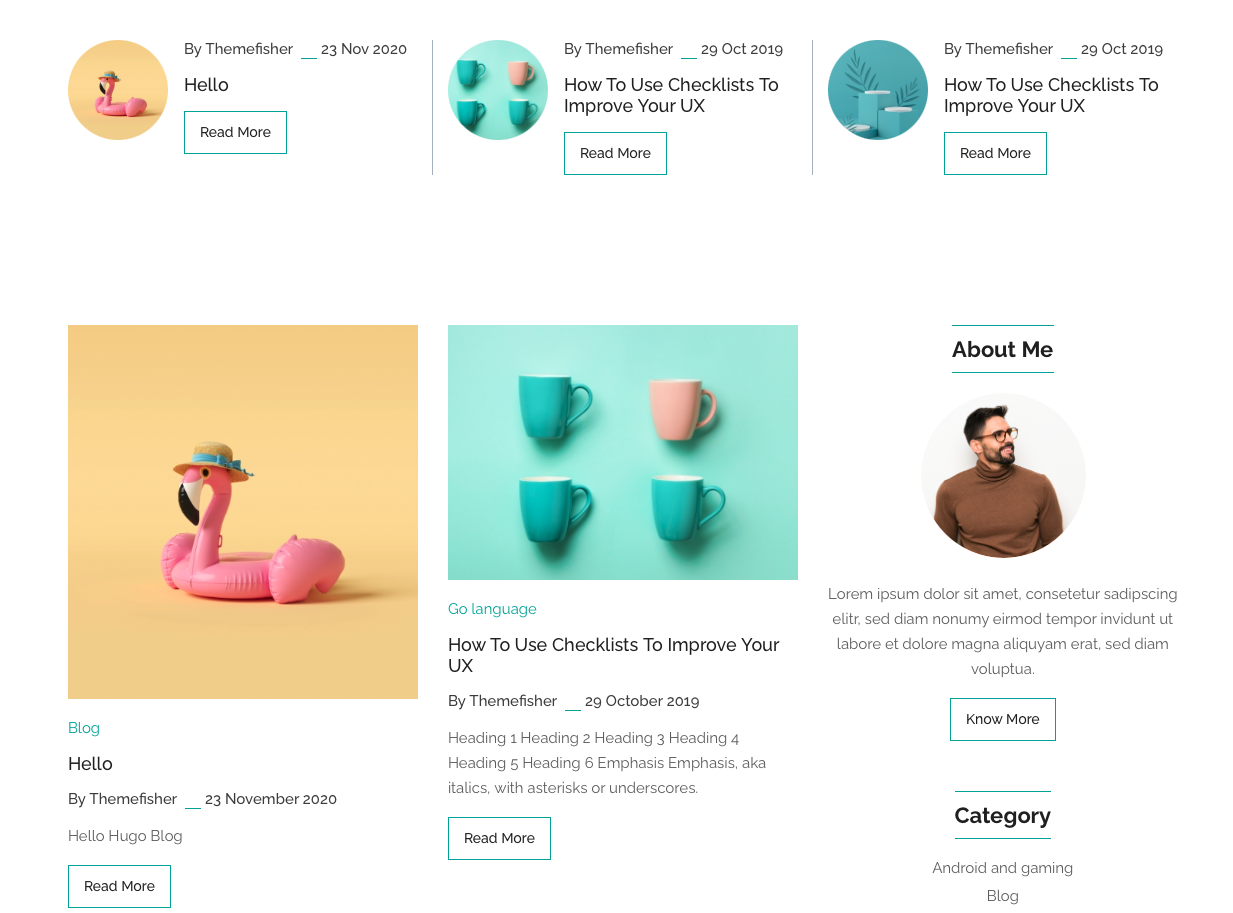 By Themefisher __ 23 Nov 2020
Hello
Read More
By Themefisher __ 29 Oct 2019
How To Use Checklists To
Improve Your UX
Read More
By Themefisher __ 29 Oct 2019
How To Use Checklists To
Improve Your UX
Read More
Blog
Hello
By Themefisher __ 23 November 2020
Hello Hugo Blog
Read More
Go language
How To Use Checklists To Improve Your
UX
By Themefisher __ 29 October 2019
Heading 1 Heading 2 Heading 3 Heading 4
Heading 5 Heading 6 Emphasis Emphasis, aka
italics, with asterisks or underscores.
Read More
About Me
Lorem ipsum dolor sit amet, consetetur sadipscing
elitr, sed diam nonumy eirmod tempor invidunt ut
labore et dolore magna aliquyam erat, sed diam
voluptua.
Know More
Category
Android and gaming
Blog